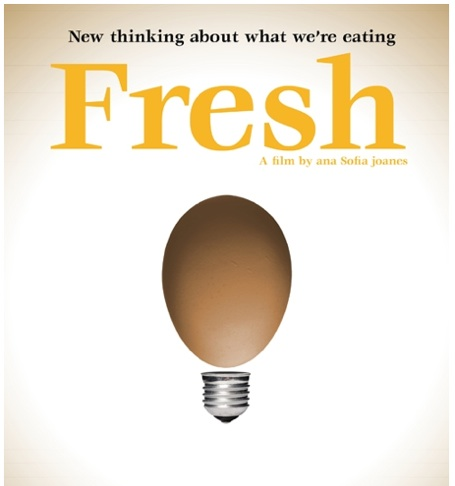 New thinking about what we're eating
Fresh
A film by ana Sofia joanes